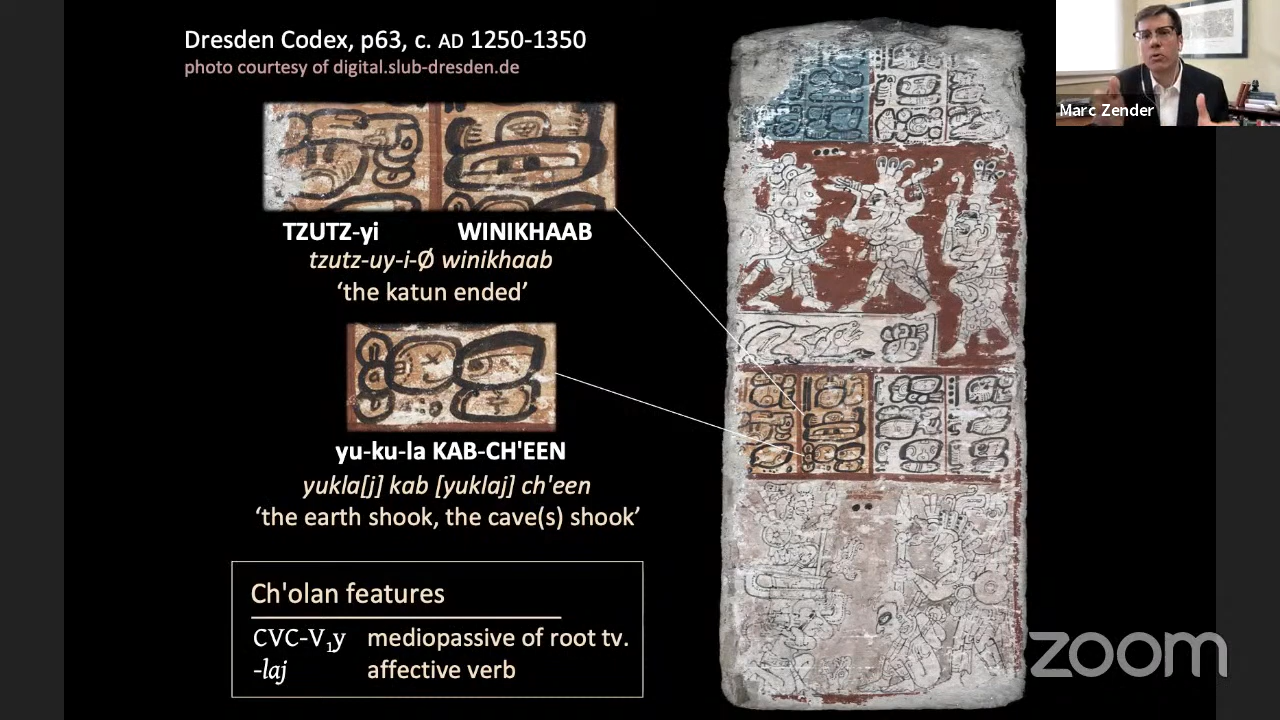 Dresden Codex, p63, c. AD 1250-1350
photo courtesy of digital.slub-dresden.de
TZUTZ-yi WINIKHAAB
tzutz-uy-i-Ø winikhaab
‘the katun ended’
yu-ku-la KAB-CH'EEN
yukla[j] kab [yuklaj] ch'een
‘the earth shook, the cave(s) shook’
Ch'olan features
CVC-V₁y mediopassive of root tv.
-laj affective verb
Marc Zender
zoom